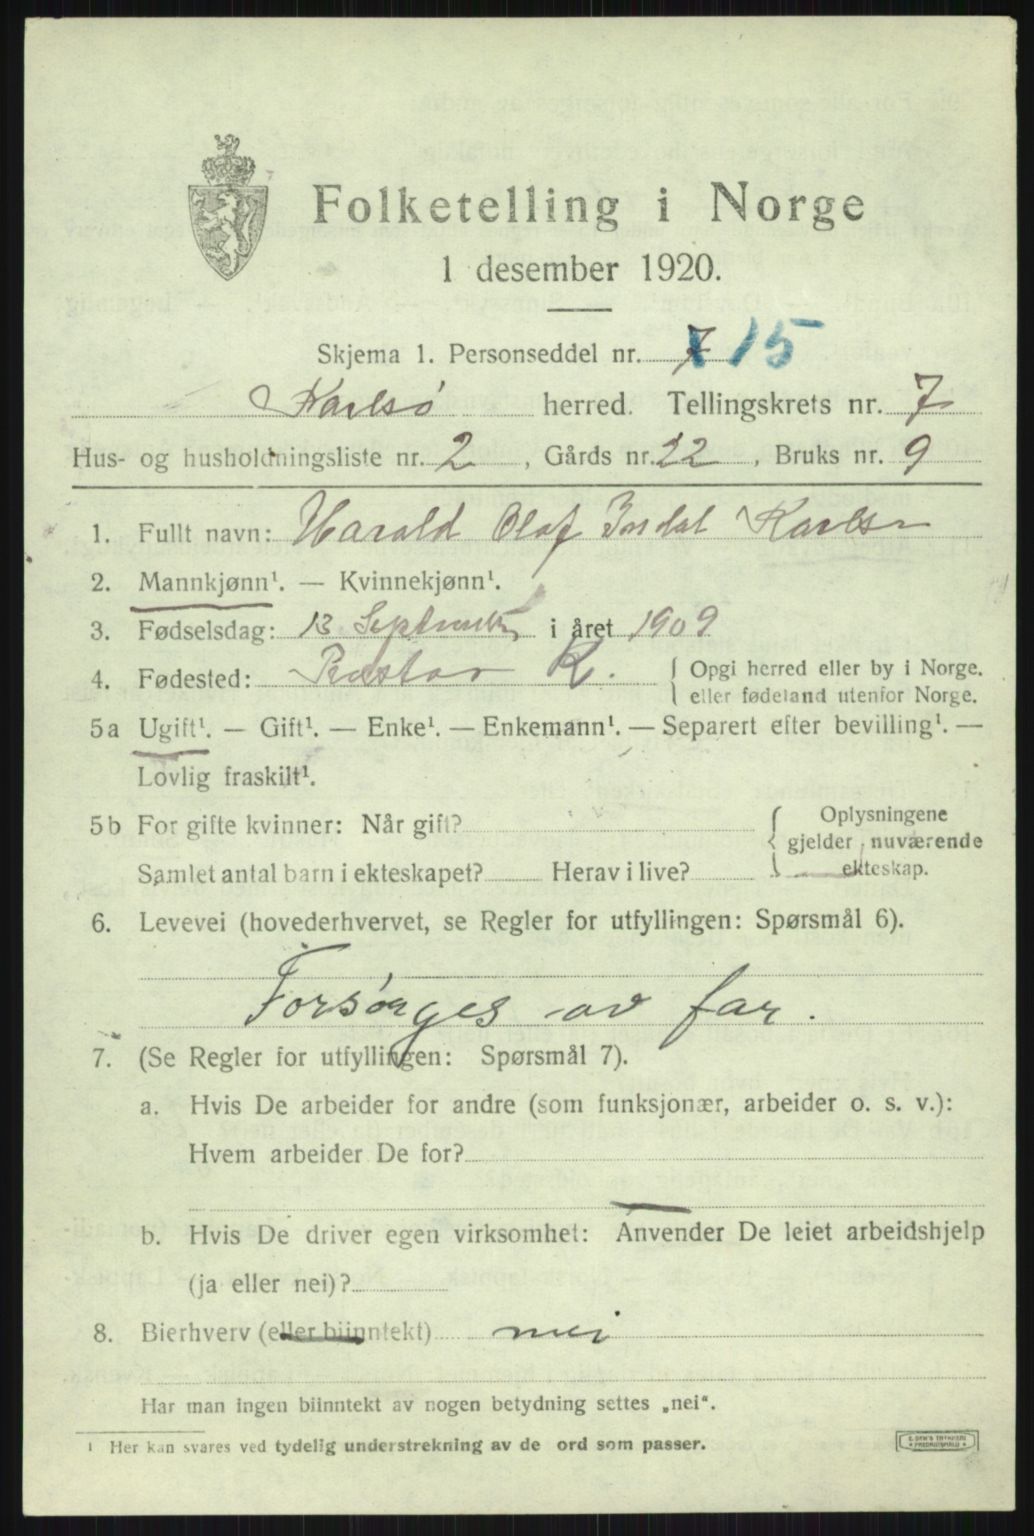 Folketelling i Norge
1 desember 1920.
Skjema 1. Personseddel nr. 7 15
Karlsø herred. Tellingskrets nr. 7
Hus- og husholdningsliste nr. 2, Gårds nr. 22, Bruks nr. 9
1. Fullt navn: Harald Olaf Karlsen
2. Mannkjønn¹. — Kvinnekjønn¹.
3. Fødselsdag: 13 September i året 1909
4. Fødested: K. { Opgi herred eller by i Norge.
eller fødeland utenfor Norge.
5a Ugift¹. — Gift¹. — Enke¹. — Enkemann¹. — Separert efter bevilling¹. —
Lovlig fraskilt¹.
5b For gifte kvinner: Når gift? { Oplysningene
gjelder nuværende
Samlet antal barn i ekteskapet? Herav i live? ekteskap.
6. Levevei (hovederhvervet, se Regler for utfyllingen: Spørsmål 6).
Forsørges av far.
7. (Se Regler for utfyllingen: Spørsmål 7).
a. Hvis De arbeider for andre (som funksjonær, arbeider o. s. v.):
Hvem arbeider De for?
b. Hvis De driver egen virksomhet: Anvender De leiet arbeidshjelp
(ja eller nei)?
8. Bierhverv (eller biinntekt) nei
Har man ingen biinntekt av nogen betydning settes „nei".
¹ Her kan svares ved tydelig understrekning av de ord som passer.